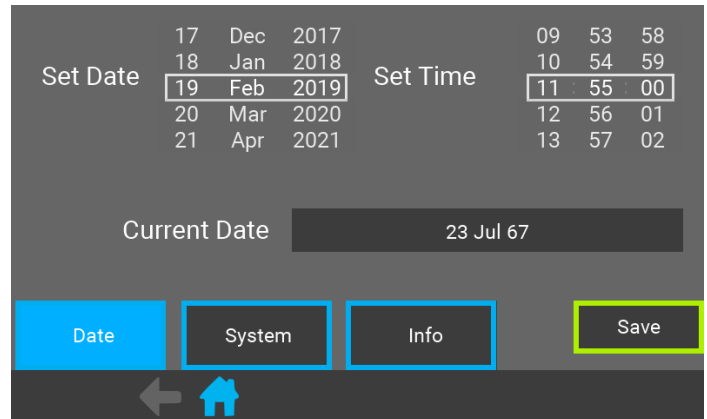 17 Dec 2017 09 53 58
18 Jan 2018 10 54 59
Set Date 19 Feb 2019 Set Time 11 : 55 : 00
20 Mar 2020 12 56 01
21 Apr 2021 13 57 02
Current Date 23 Jul 67
Date System Info Save